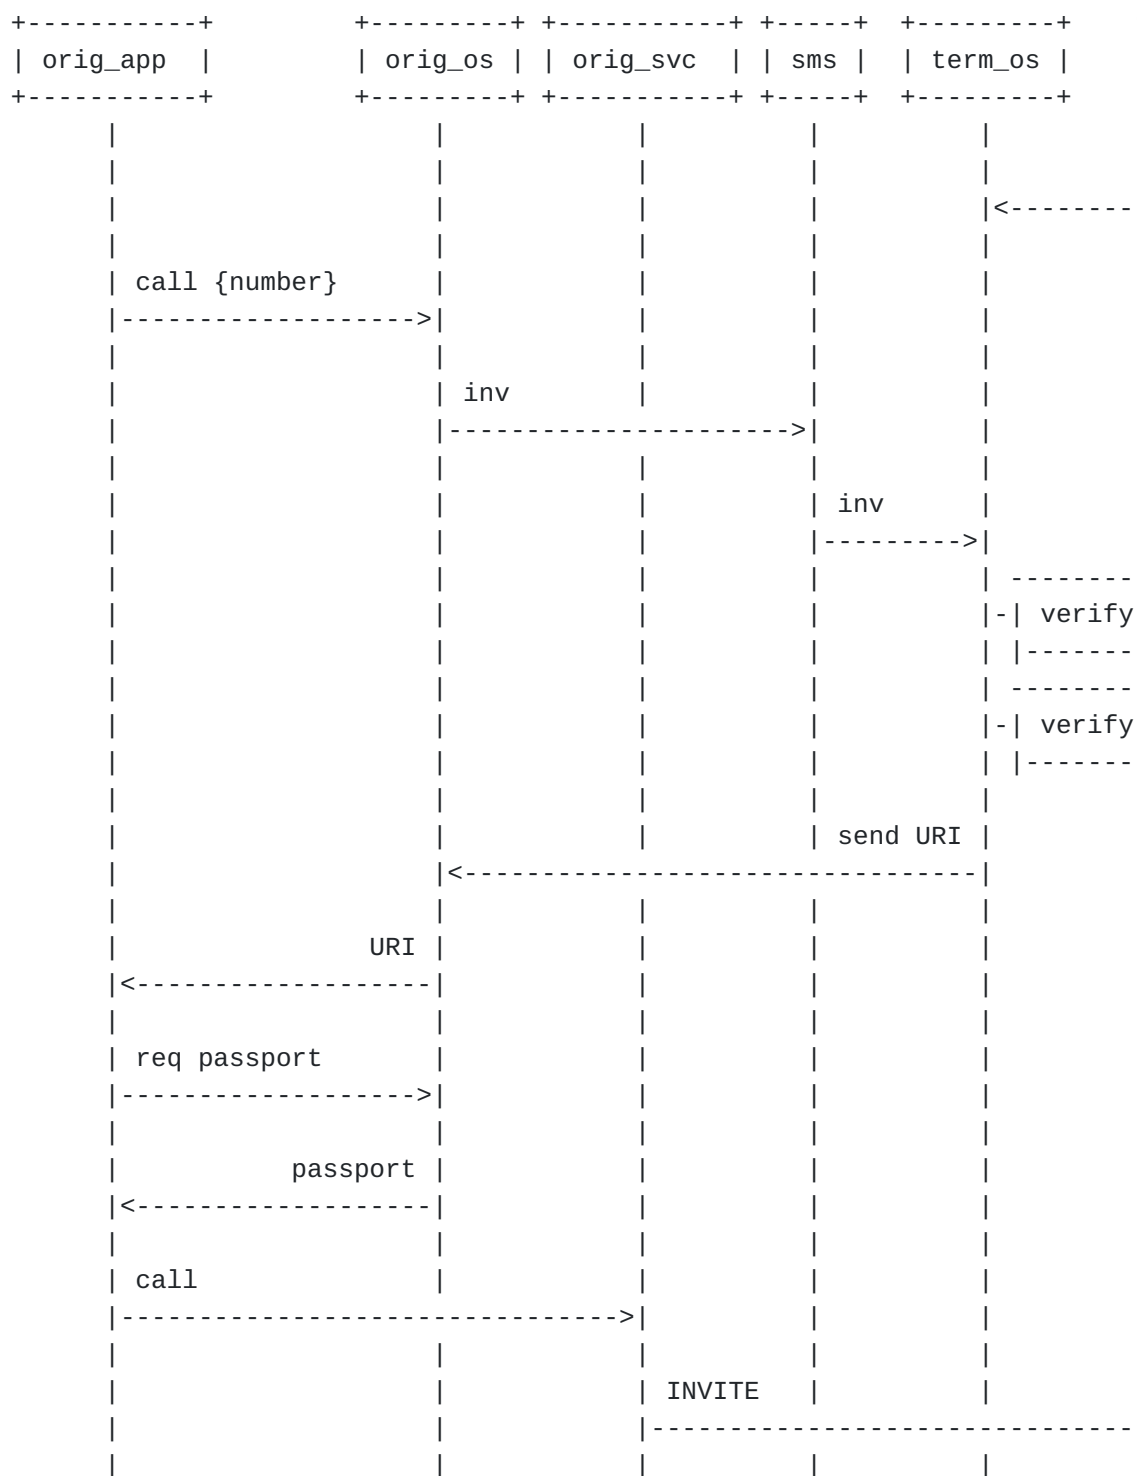 +-----------+         +---------+ +-----------+ +-----+  +---------+
| orig_app  |         | orig_os | | orig_svc  | | sms |  | term_os |
+-----------+         +---------+ +-----------+ +-----+  +---------+
call {number}
inv
inv
verify
verify
send URI
URI
req passport
passport
call
INVITE